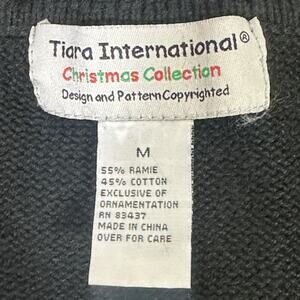 Tiara International®
Christmas Collection
Design and Pattern Copyrighted
M
55% RAMIE
45% COTTON
EXCLUSIVE OF
ORNAMENTATION
RN 83437
MADE IN CHINA
OVER FOR CARE